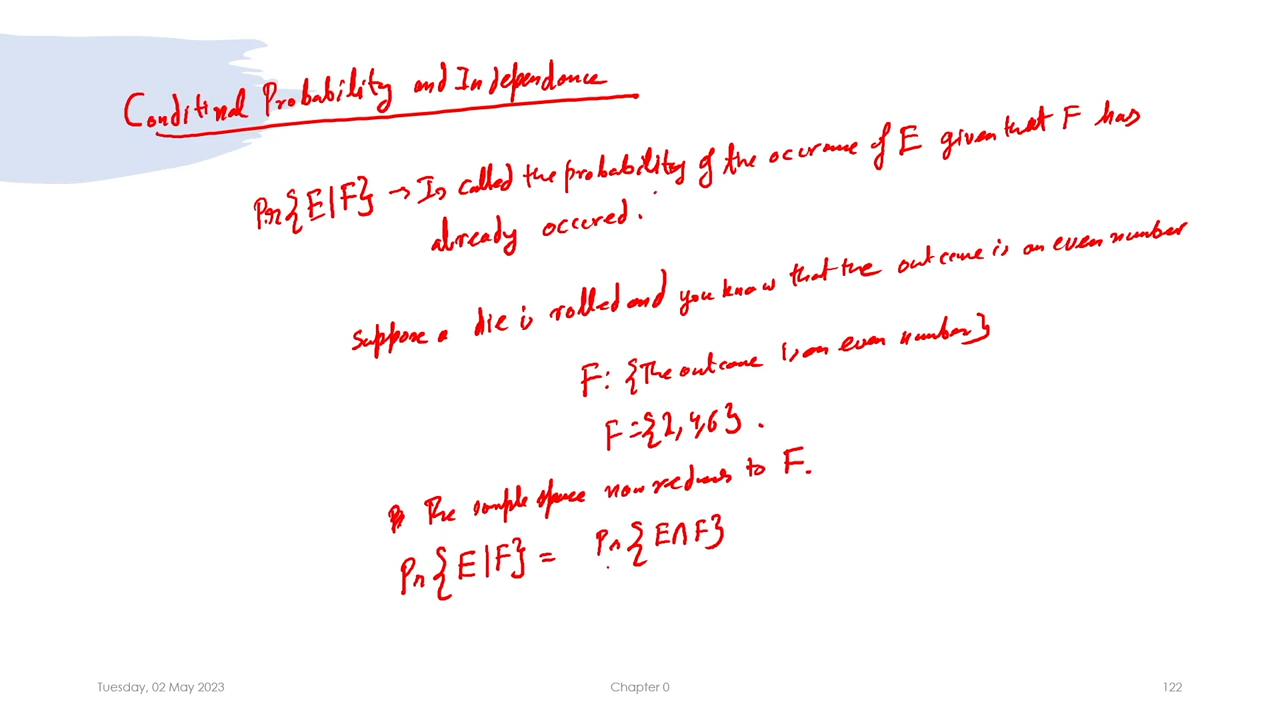 Conditinal Probability and Independance
Pr{E|F} → Is called the probability of the occurance of E given that F has
already occured.
Suppose a die is rolled and you know that the outcome is an even number
F: {The outcome is an even number}
F = {2,4,6}.
The sample space now reduces to F.
Pr{E|F} = Pr{E∩F}
Tuesday, 02 May 2023
Chapter 0
122